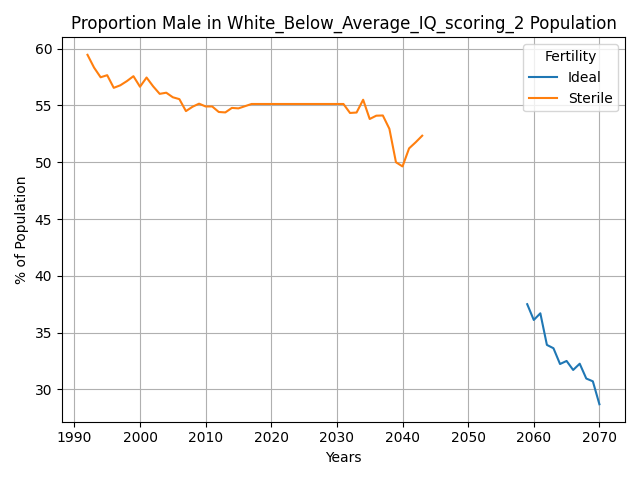 Proportion Male in White_Below_Average_IQ_scoring_2 Population
60
55
50
45
40
35
30
% of Population
Fertility
Ideal
Sterile
1990 2000 2010 2020 2030 2040 2050 2060 2070
Years